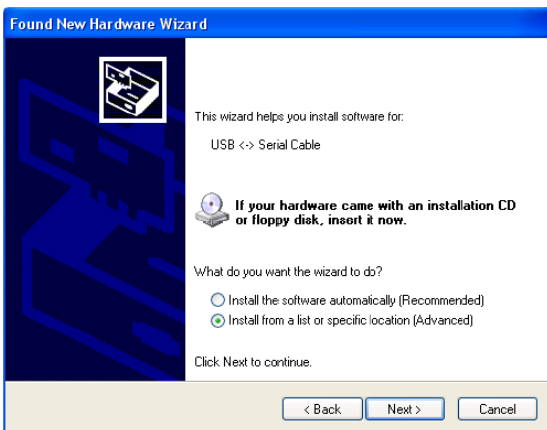 Found New Hardware Wizard
This wizard helps you install software for:
USB <-> Serial Cable
If your hardware came with an installation CD
or floppy disk, insert it now.
What do you want the wizard to do?
Install the software automatically (Recommended)
Install from a list or specific location (Advanced)
Click Next to continue.
< Back Next > Cancel